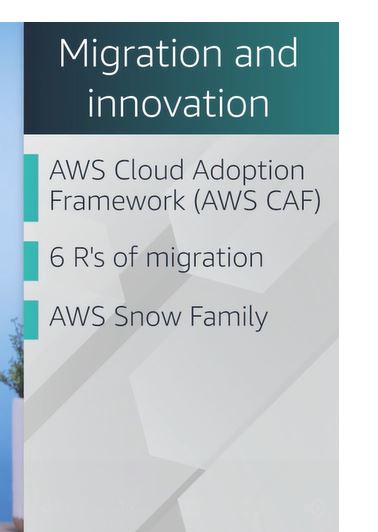 Migration and
innovation
AWS Cloud Adoption
Framework (AWS CAF)
6 R's of migration
AWS Snow Family